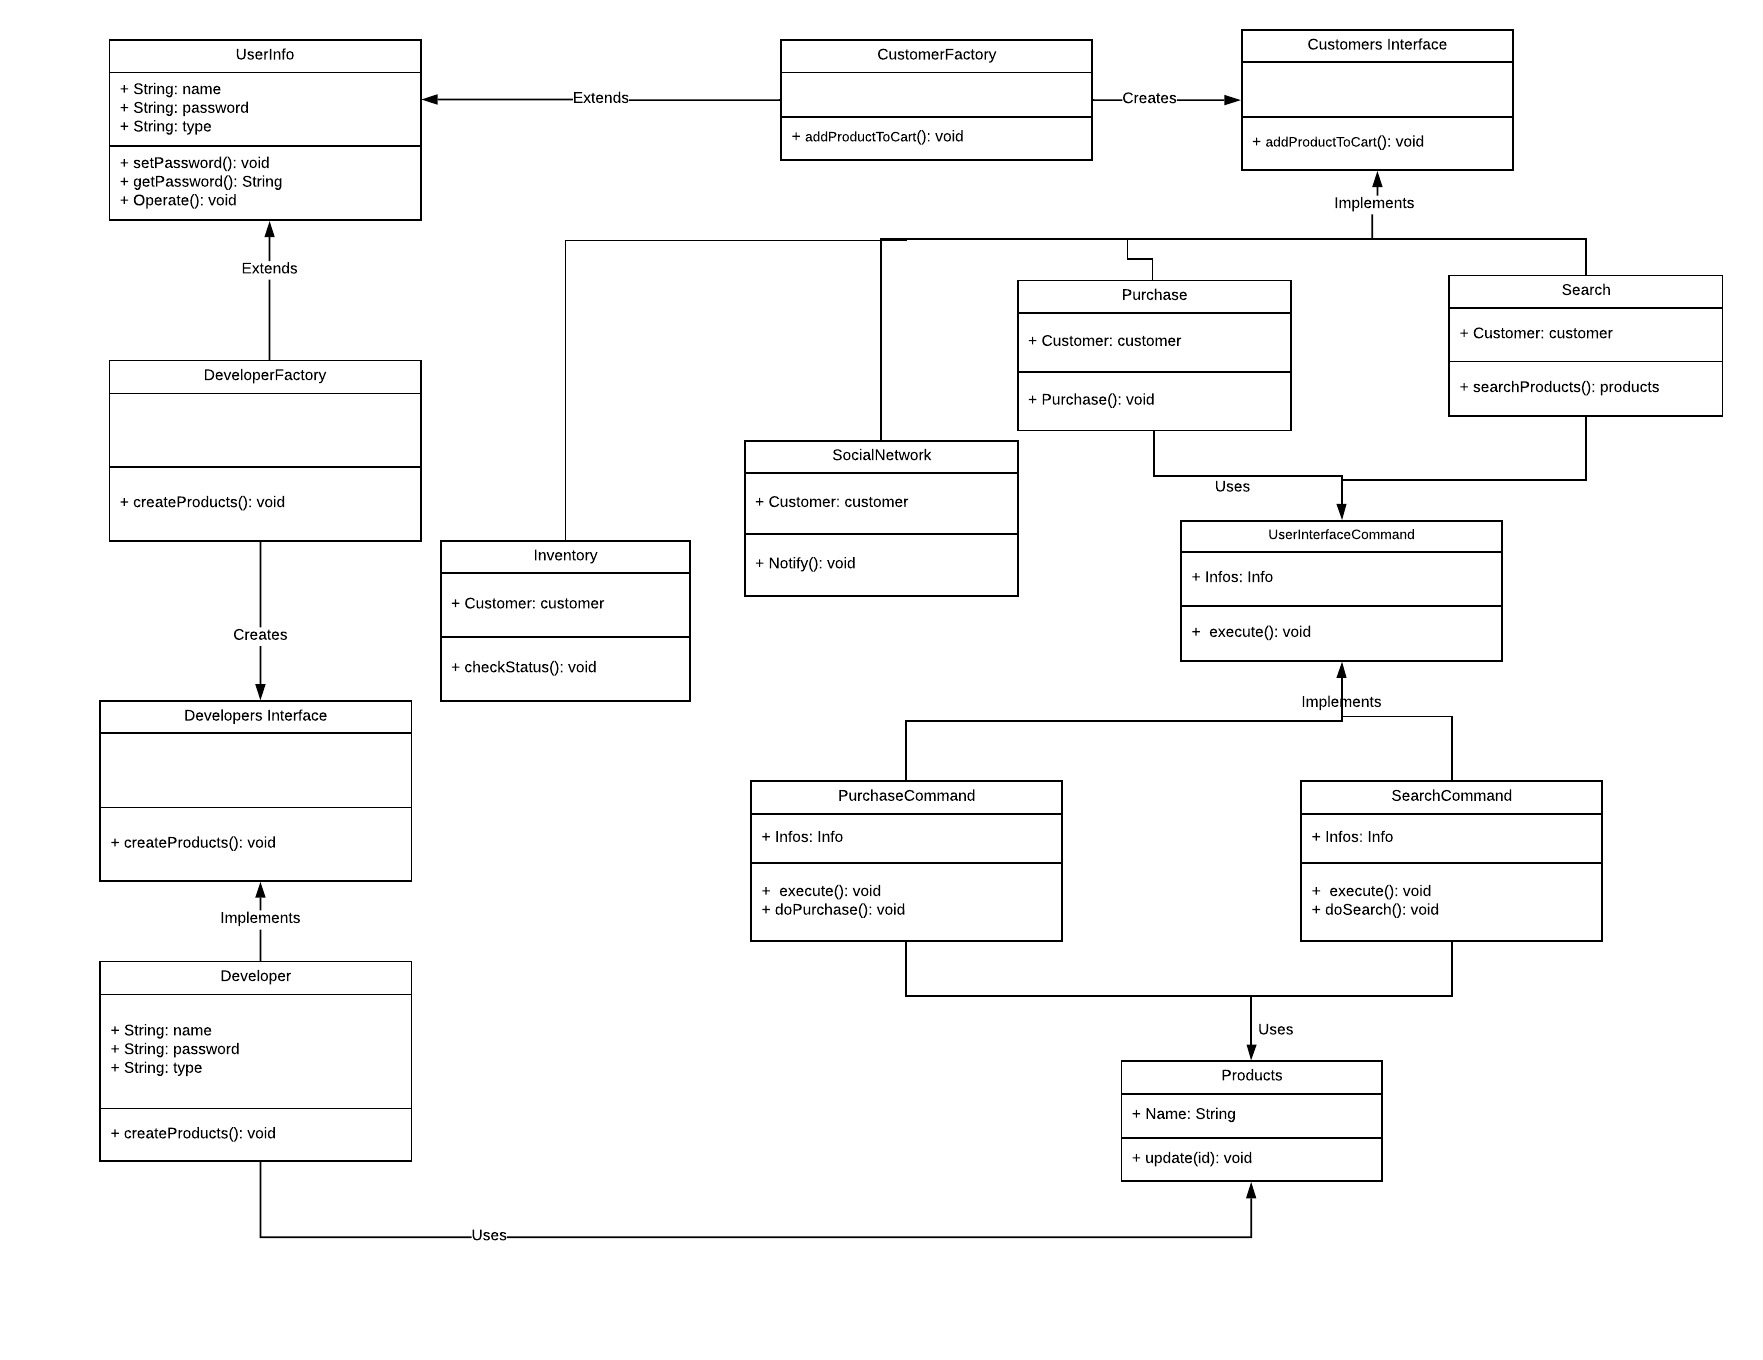 UserInfo
+ String: name
+ String: password
+ String: type
+ setPassword(): void
+ getPassword(): String
+ Operate(): void
Extends
CustomerFactory
+ addProductToCart(): void
Creates
Customers Interface
+ addProductToCart(): void
Implements
Extends
DeveloperFactory
+ createProducts(): void
Creates
Purchase
+ Customer: customer
+ Purchase(): void
Search
+ Customer: customer
+ searchProducts(): products
SocialNetwork
+ Customer: customer
+ Notify(): void
Uses
Inventory
+ Customer: customer
+ checkStatus(): void
UserInterfaceCommand
+ Infos: Info
+  execute(): void
Implements
Developers Interface
+ createProducts(): void
Implements
PurchaseCommand
+ Infos: Info
+  execute(): void
+ doPurchase(): void
SearchCommand
+ Infos: Info
+  execute(): void
+ doSearch(): void
Developer
+ String: name
+ String: password
+ String: type
+ createProducts(): void
Uses
Products
+ Name: String
+ update(id): void
Uses